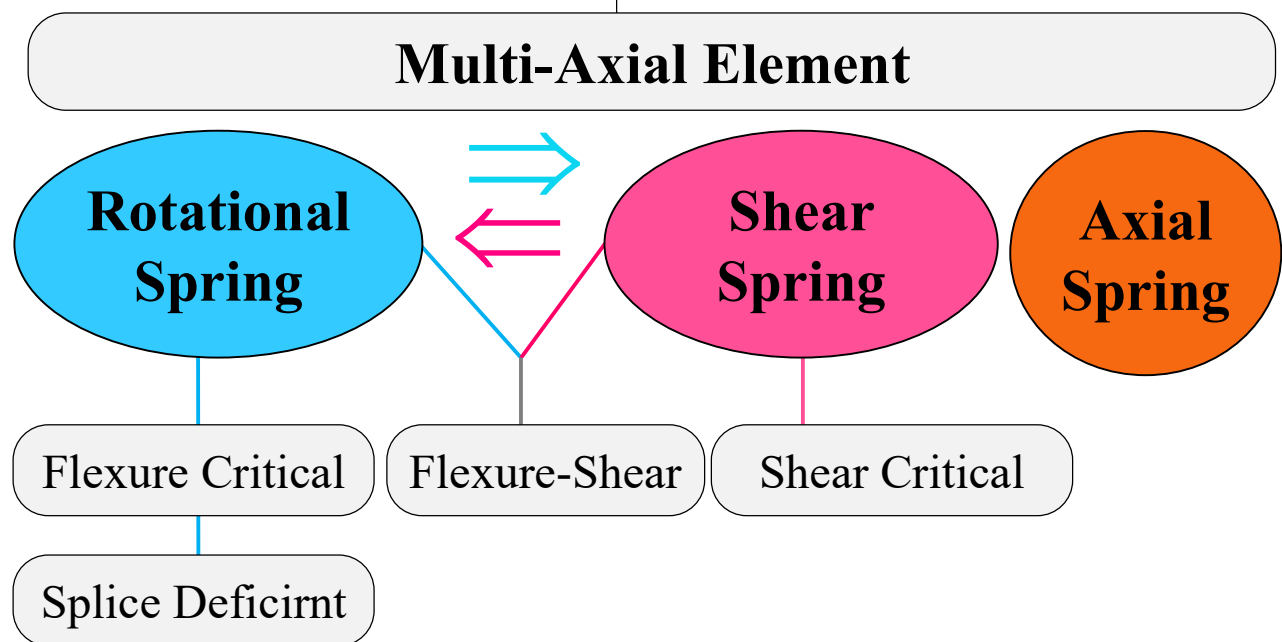 Multi-Axial Element
Rotational
Spring
Shear
Spring
Axial
Spring
Flexure Critical
Flexure-Shear
Shear Critical
Splice Deficirnt